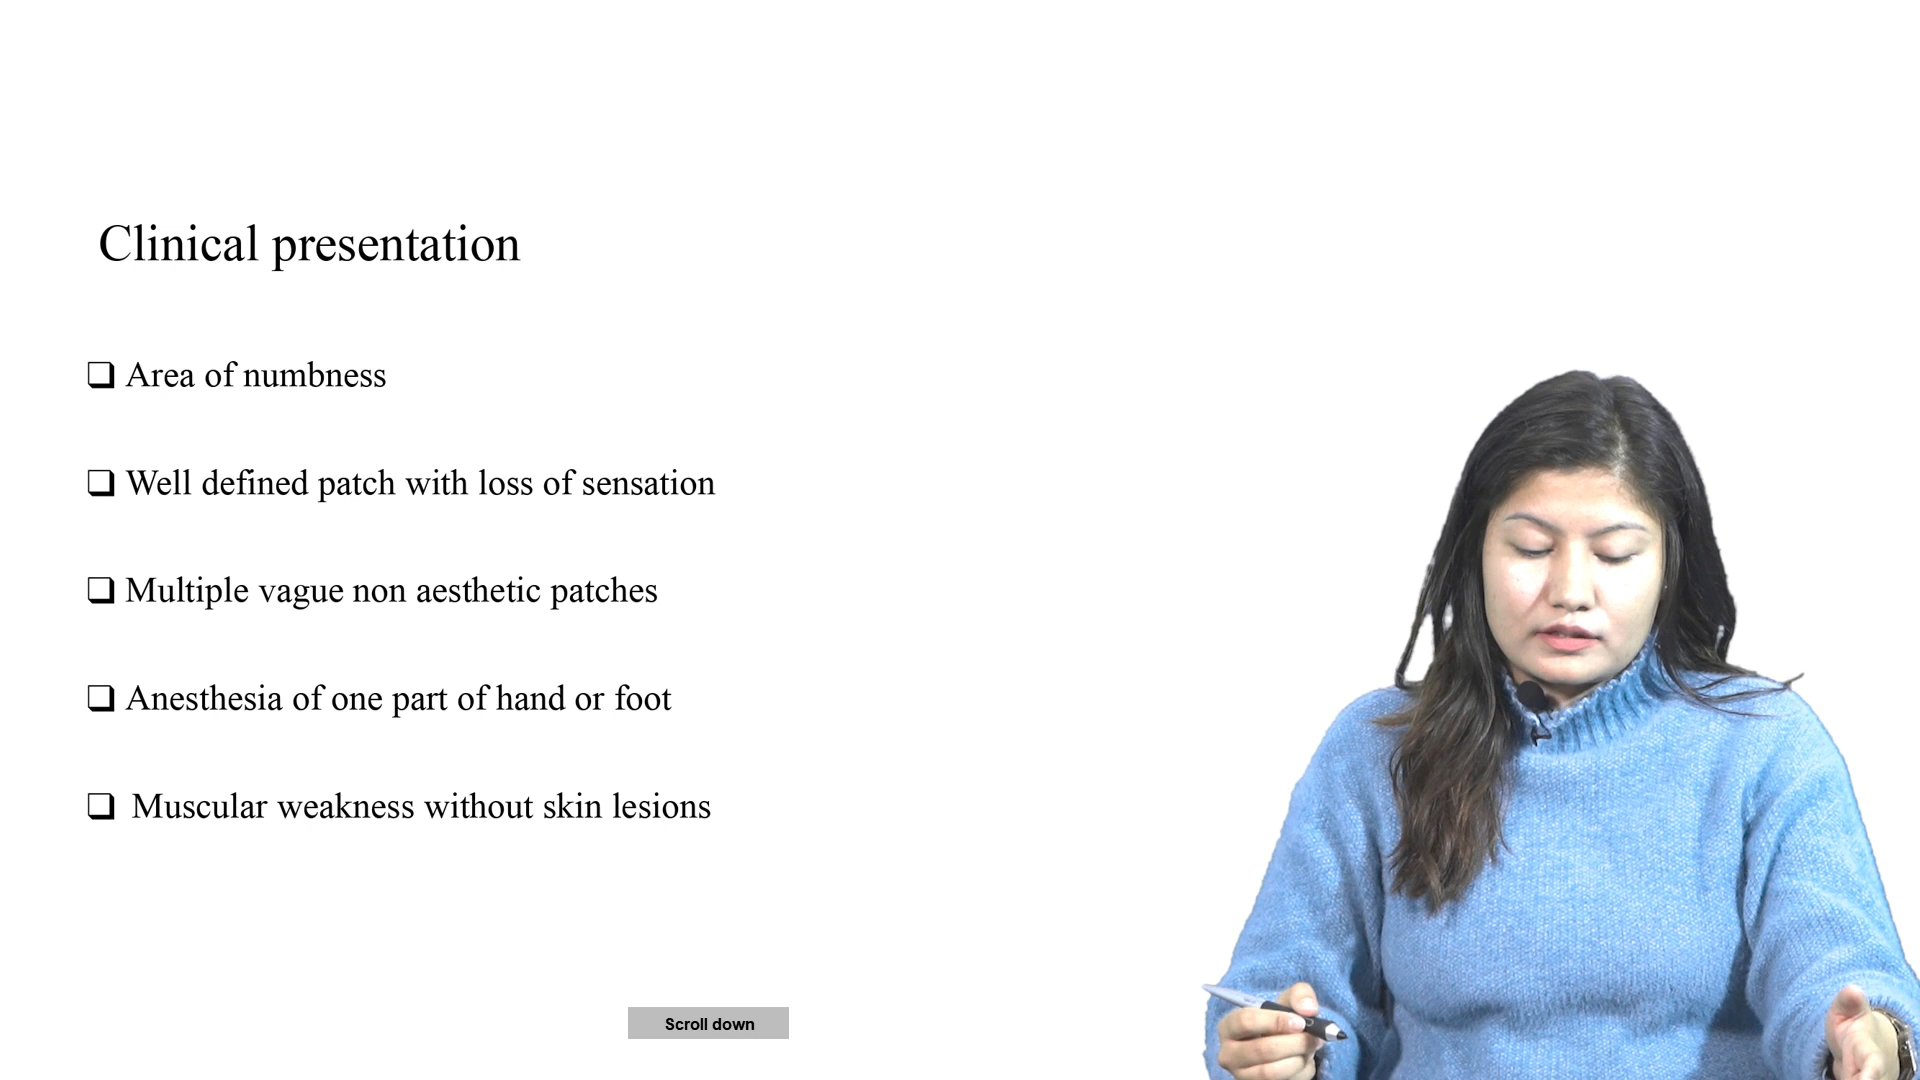 Clinical presentation
❑ Area of numbness
❑ Well defined patch with loss of sensation
❑ Multiple vague non aesthetic patches
❑ Anesthesia of one part of hand or foot
❑ Muscular weakness without skin lesions
Scroll down